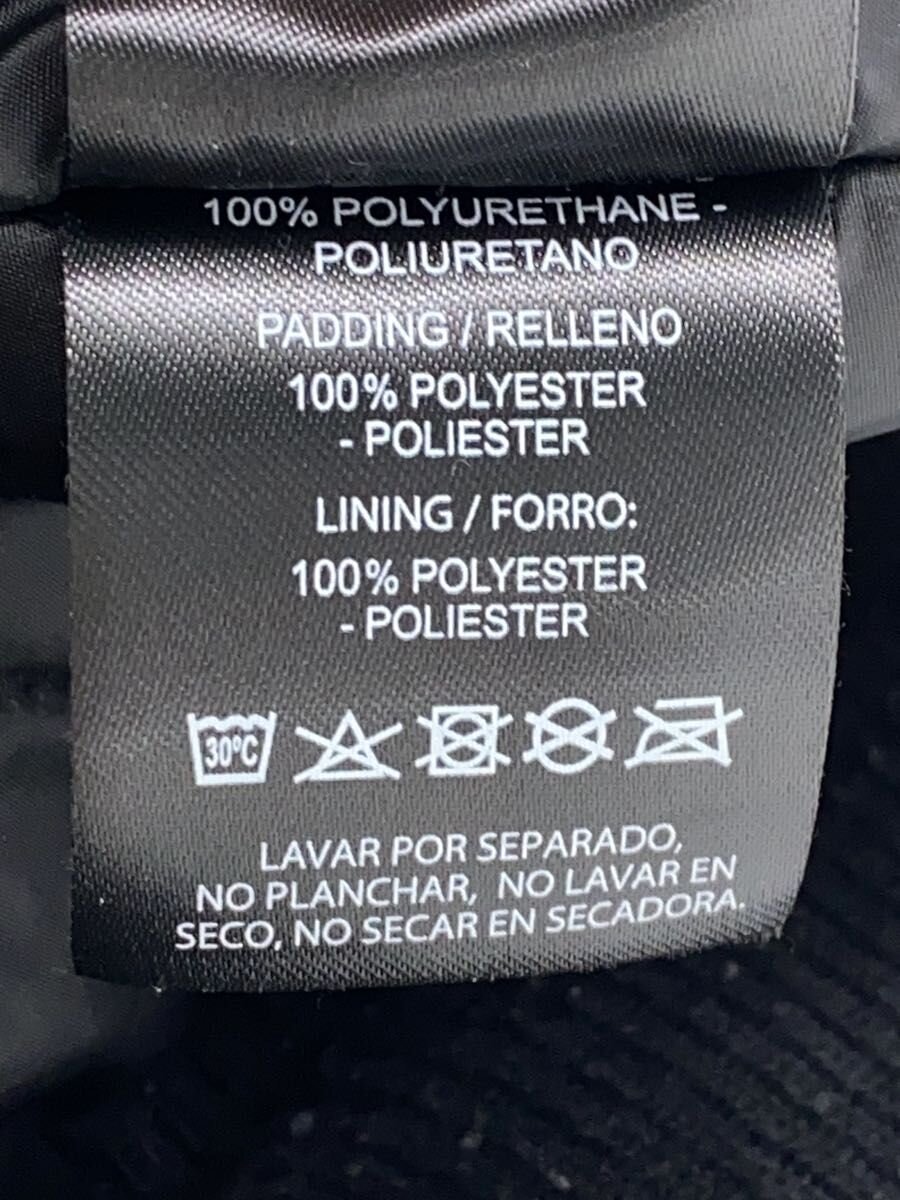 100% POLYURETHANE -
POLIURETANO
PADDING / RELLENO
100% POLYESTER
- POLIESTER
LINING / FORRO:
100% POLYESTER
- POLIESTER
30ºC
LAVAR POR SEPARADO,
NO PLANCHAR, NO LAVAR EN
SECO, NO SECAR EN SECADORA.